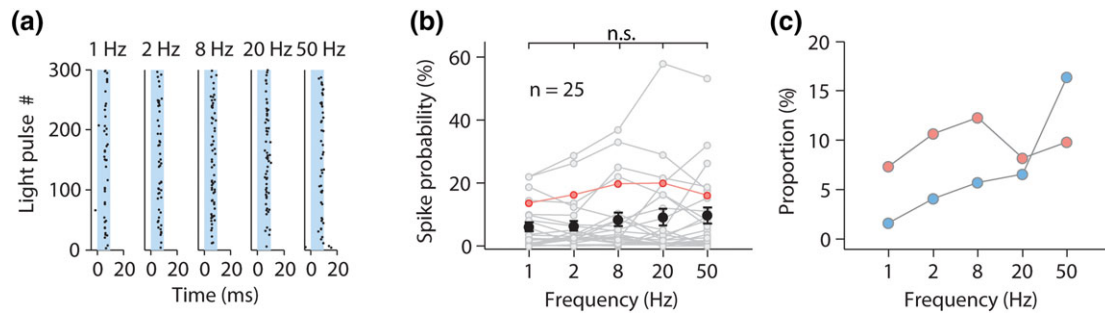 (a)
1 Hz 2 Hz 8 Hz 20 Hz 50 Hz
300
200
100
0
Light pulse #
0 20 0 20 0 20 0 20 0 20
Time (ms)
(b)
n.s.
60
40
20
0
n = 25
Spike probability (%)
1 2 8 20 50
Frequency (Hz)
(c)
20
15
10
5
0
Proportion (%)
1 2 8 20 50
Frequency (Hz)